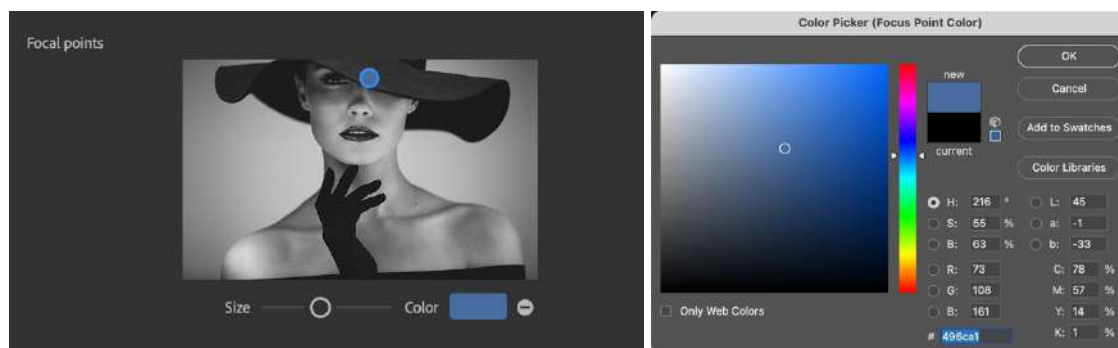 Focal points
Size Color
Color Picker (Focus Point Color)
new
current
OK
Cancel
Add to Swatches
Color Libraries
H: 216 °
S: 55 %
B: 63 %
R: 73
G: 108
B: 161
# 496ca1
L: 45
a: -1
b: -33
C: 78 %
M: 57 %
Y: 14 %
K: 1 %
Only Web Colors